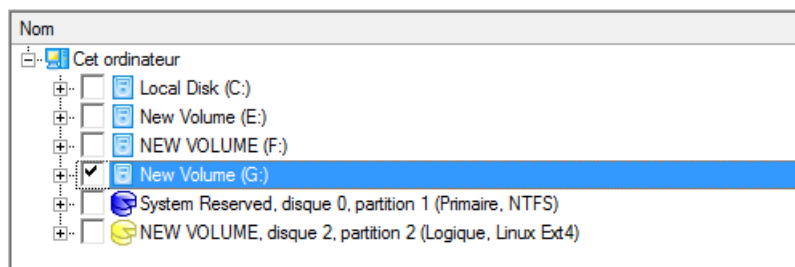 Nom
Cet ordinateur
Local Disk (C:)
New Volume (E:)
NEW VOLUME (F:)
New Volume (G:)
System Reserved, disque 0, partition 1 (Primaire, NTFS)
NEW VOLUME, disque 2, partition 2 (Logique, Linux Ext4)